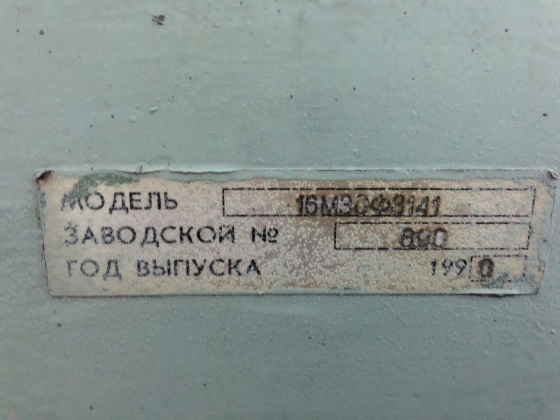 МОДЕЛЬ 16М30Ф3141
ЗАВОДСКОЙ № 890
ГОД ВЫПУСКА 1990